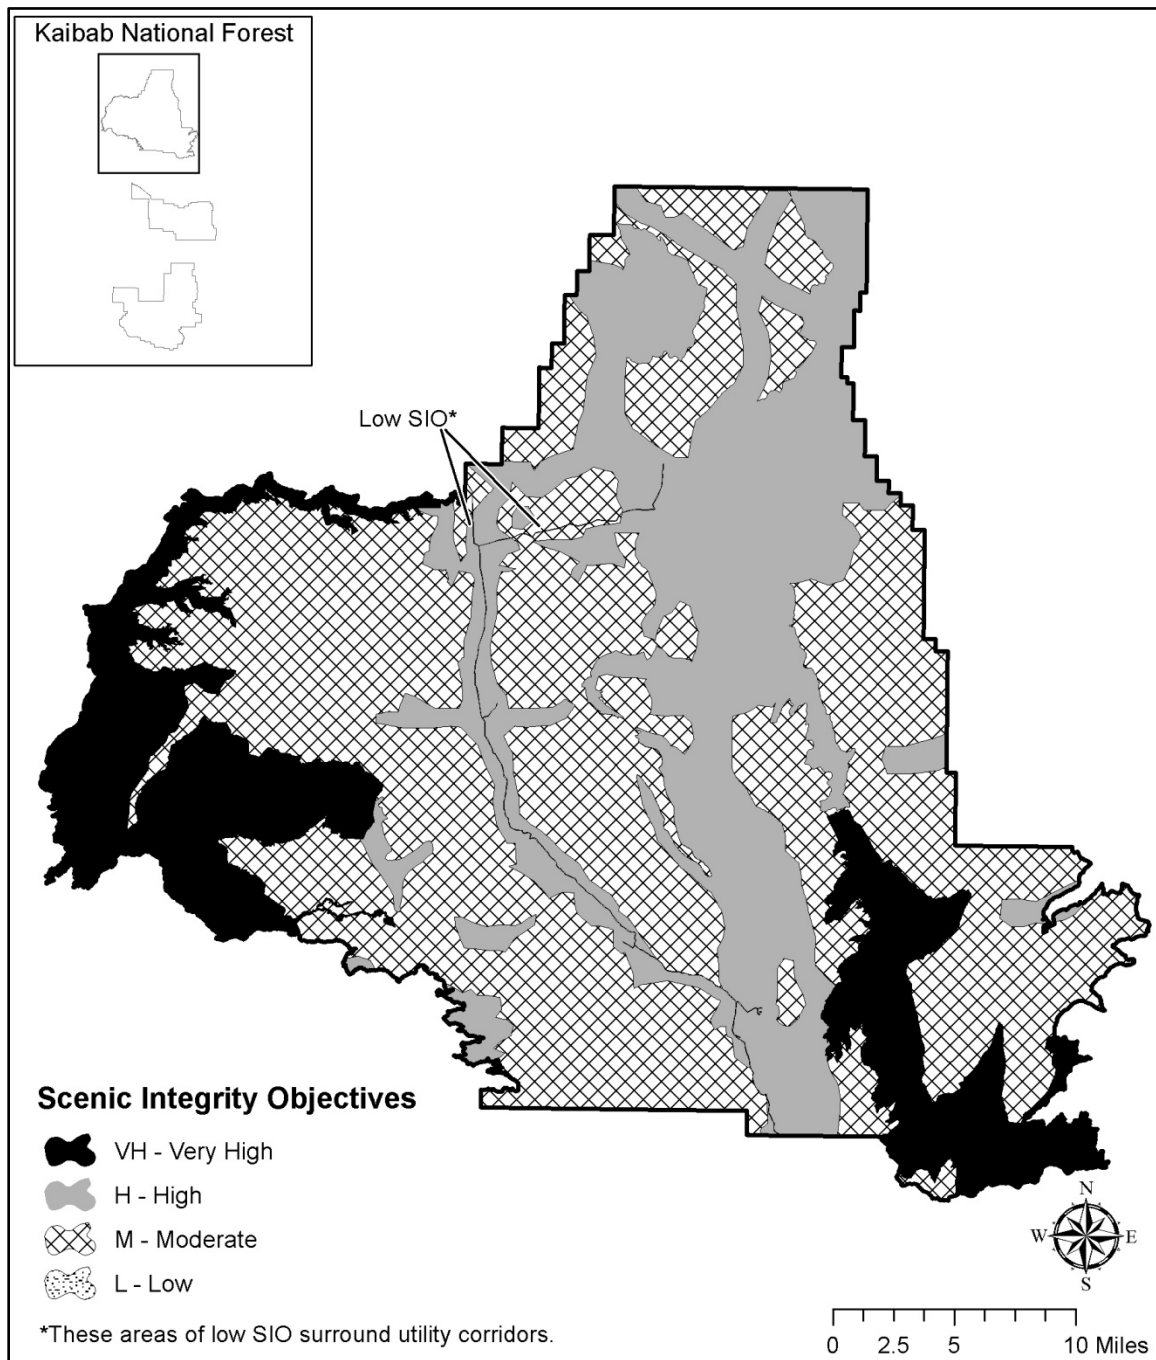 Kaibab National Forest
Low SIO*
Scenic Integrity Objectives
VH - Very High
H - High
M - Moderate
L - Low
*These areas of low SIO surround utility corridors.
N
W E
S
0 2.5 5 10 Miles